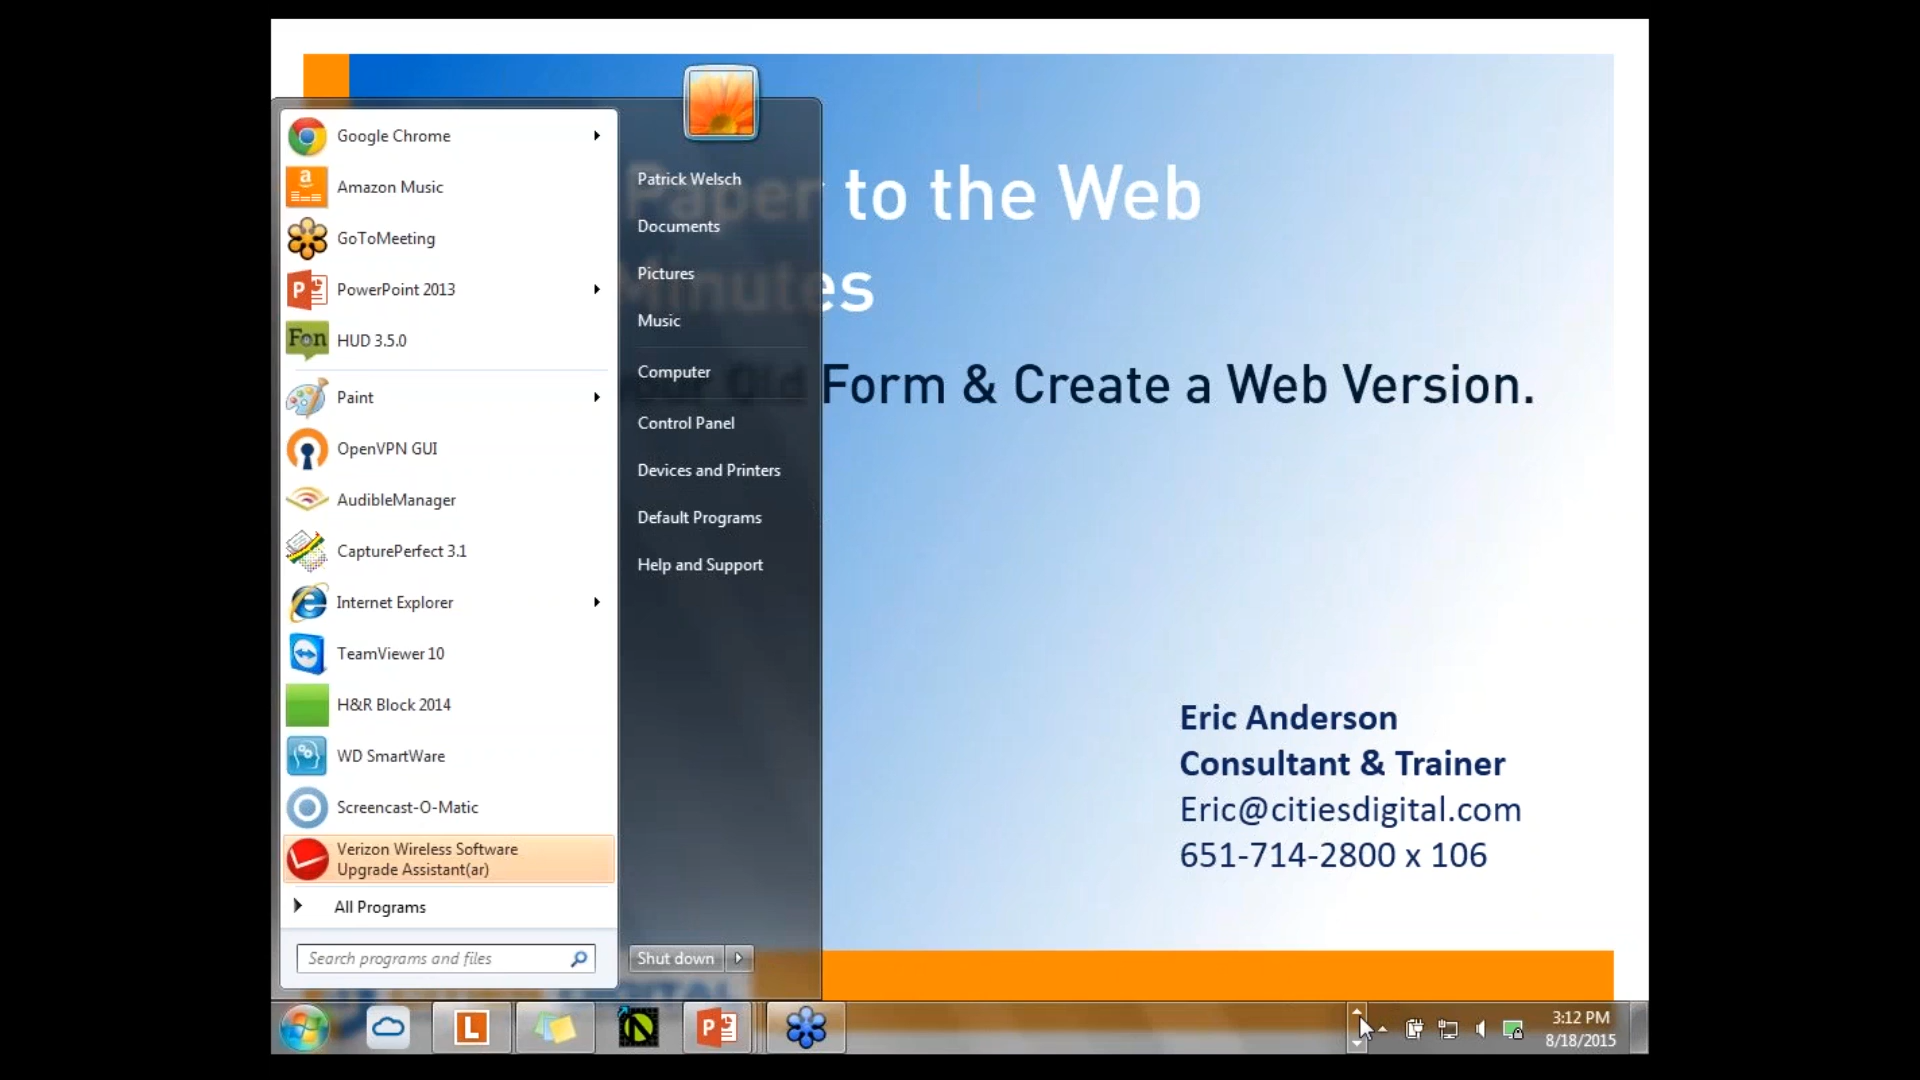 Google Chrome
Amazon Music
GoToMeeting
PowerPoint 2013
Fon HUD 3.5.0
Paint
OpenVPN GUI
AudibleManager
CapturePerfect 3.1
Internet Explorer
TeamViewer 10
H&R Block 2014
WD SmartWare
Screencast-O-Matic
Verizon Wireless Software
Upgrade Assistant(ar)
All Programs
Search programs and files
Patrick Welsch
Documents
Pictures
Music
Computer
Control Panel
Devices and Printers
Default Programs
Help and Support
Shut down
Paper to the Web
Minutes
Old Form & Create a Web Version.
Eric Anderson
Consultant & Trainer
Eric@citiesdigital.com
651-714-2800 x 106
3:12 PM
8/18/2015